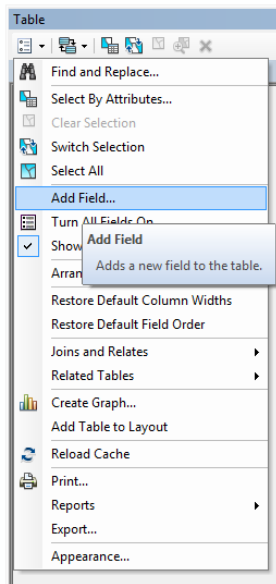 Table
Find and Replace...
Select By Attributes...
Clear Selection
Switch Selection
Select All
Add Field...
Turn All Fields On
Add Field
Show
Adds a new field to the table.
Restore Default Column Widths
Restore Default Field Order
Joins and Relates
Related Tables
Create Graph...
Add Table to Layout
Reload Cache
Print...
Reports
Export...
Appearance...